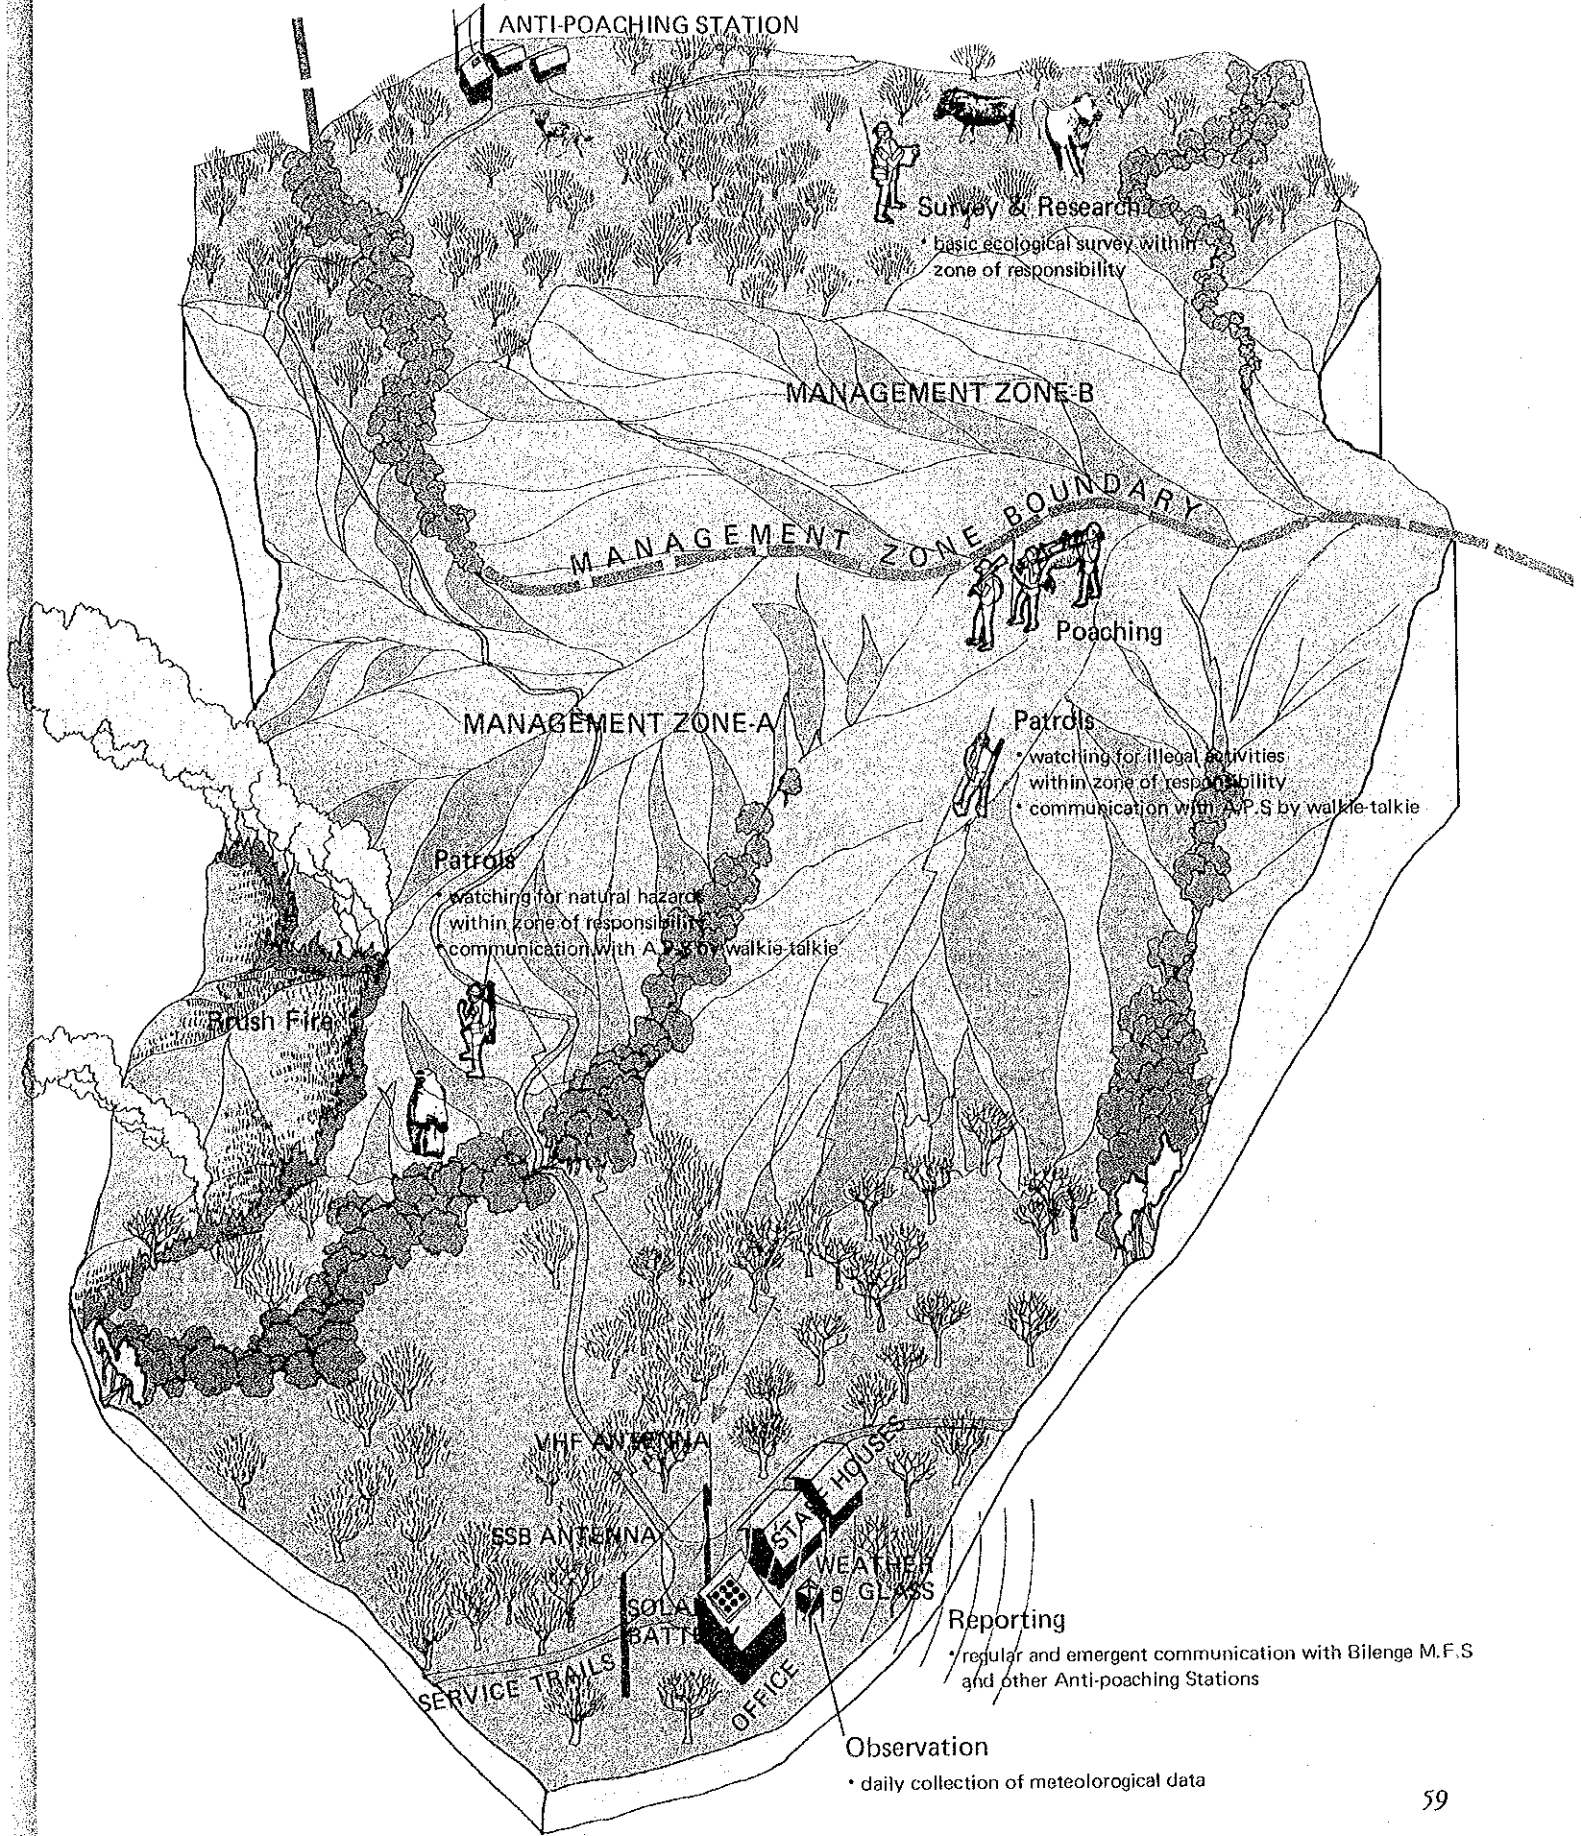 ANTI-POACHING STATION
Survey & Research
• basic ecological survey within
zone of responsibility
MANAGEMENT ZONE-B
MANAGEMENT ZONE BOUNDARY
Poaching
MANAGEMENT ZONE-A
Patrols
• watching for illegal activities
within zone of responsibility
• communication with A.P.S by walkie-talkie
Patrols
• watching for natural hazards
within zone of responsibility
• communication with A.P.S by walkie-talkie
Brush Fire
VHF ANTENNA
STAFF HOUSES
SSB ANTENNA
WEATHER
GLASS
SOLAR
BATTERY
SERVICE TRAILS
OFFICE
Reporting
• regular and emergent communication with Bilenge M.F.S
and other Anti-poaching Stations
Observation
• daily collection of meteolorogical data
59